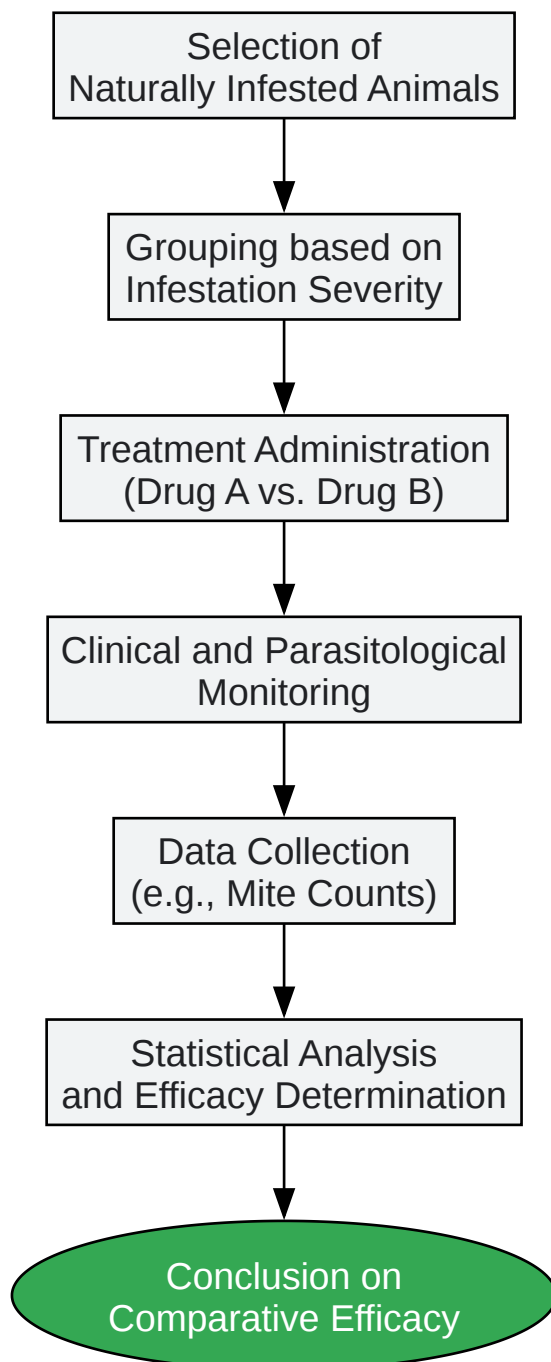 Selection of
Naturally Infested Animals
Grouping based on
Infestation Severity
Treatment Administration
(Drug A vs. Drug B)
Clinical and Parasitological
Monitoring
Data Collection
(e.g., Mite Counts)
Statistical Analysis
and Efficacy Determination
Conclusion on
Comparative Efficacy